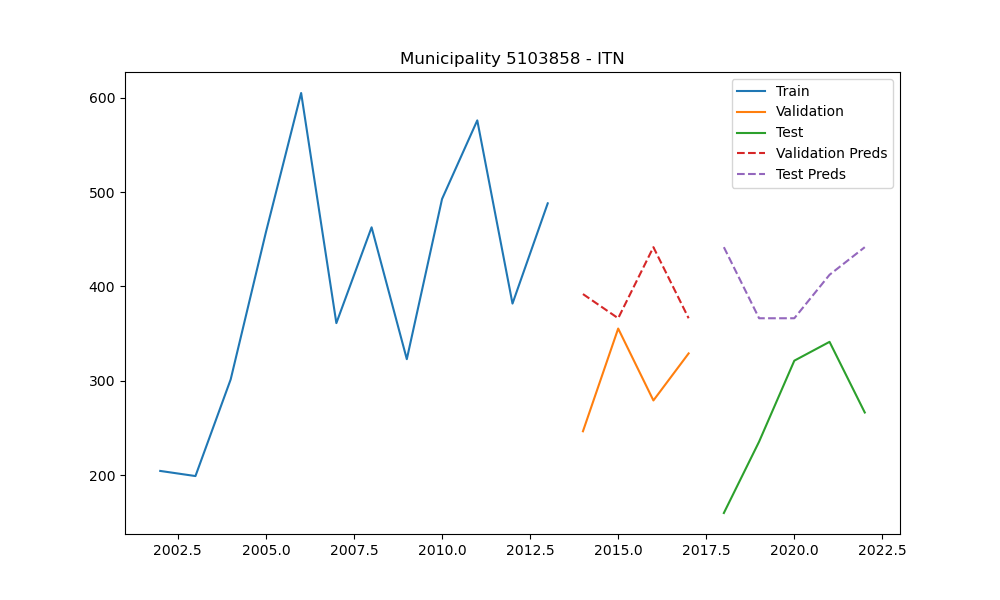 Municipality 5103858 - ITN
600
500
400
300
200
Train
Validation
Test
Validation Preds
Test Preds
2002.5 2005.0 2007.5 2010.0 2012.5 2015.0 2017.5 2020.0 2022.5